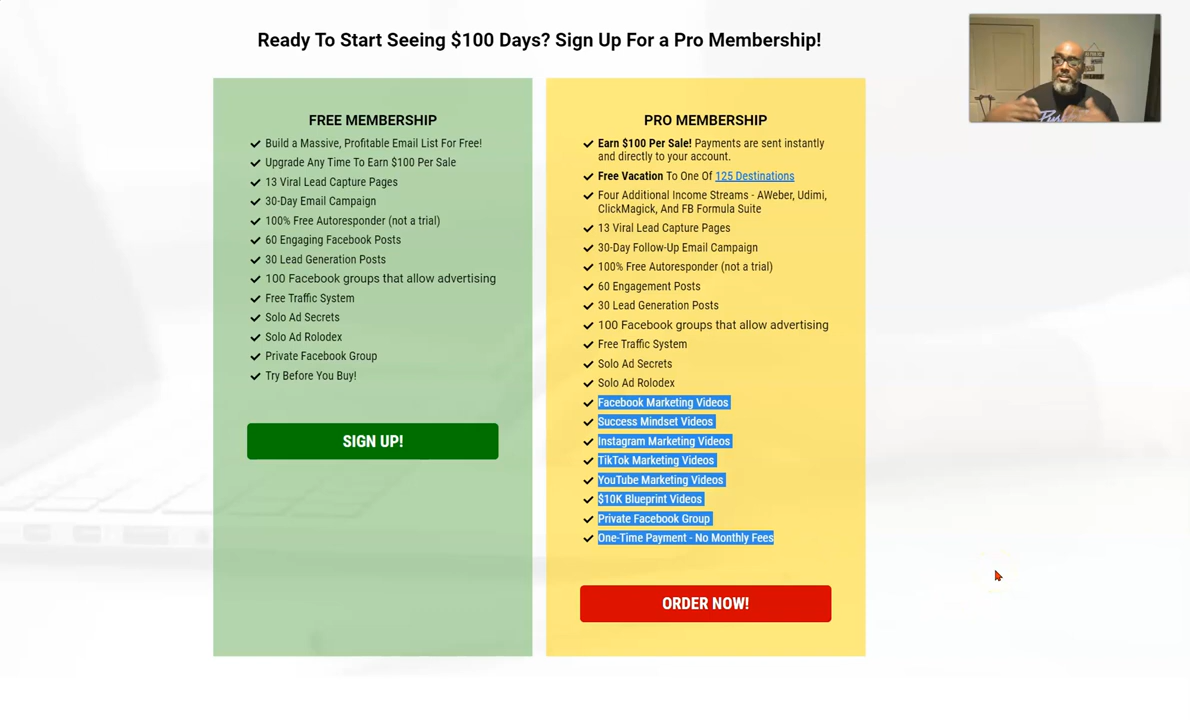 Ready To Start Seeing $100 Days? Sign Up For a Pro Membership!
FREE MEMBERSHIP
Build a Massive, Profitable Email List For Free!
Upgrade Any Time To Earn $100 Per Sale
13 Viral Lead Capture Pages
30-Day Email Campaign
100% Free Autoresponder (not a trial)
60 Engaging Facebook Posts
30 Lead Generation Posts
100 Facebook groups that allow advertising
Free Traffic System
Solo Ad Secrets
Solo Ad Rolodex
Private Facebook Group
Try Before You Buy!
SIGN UP!
PRO MEMBERSHIP
Earn $100 Per Sale! Payments are sent instantly
and directly to your account.
Free Vacation To One Of 125 Destinations
Four Additional Income Streams - AWeber, Udimi,
ClickMagick, And FB Formula Suite
13 Viral Lead Capture Pages
30-Day Follow-Up Email Campaign
100% Free Autoresponder (not a trial)
60 Engagement Posts
30 Lead Generation Posts
100 Facebook groups that allow advertising
Free Traffic System
Solo Ad Secrets
Solo Ad Rolodex
Facebook Marketing Videos
Success Mindset Videos
Instagram Marketing Videos
TikTok Marketing Videos
YouTube Marketing Videos
$10K Blueprint Videos
Private Facebook Group
One-Time Payment - No Monthly Fees
ORDER NOW!